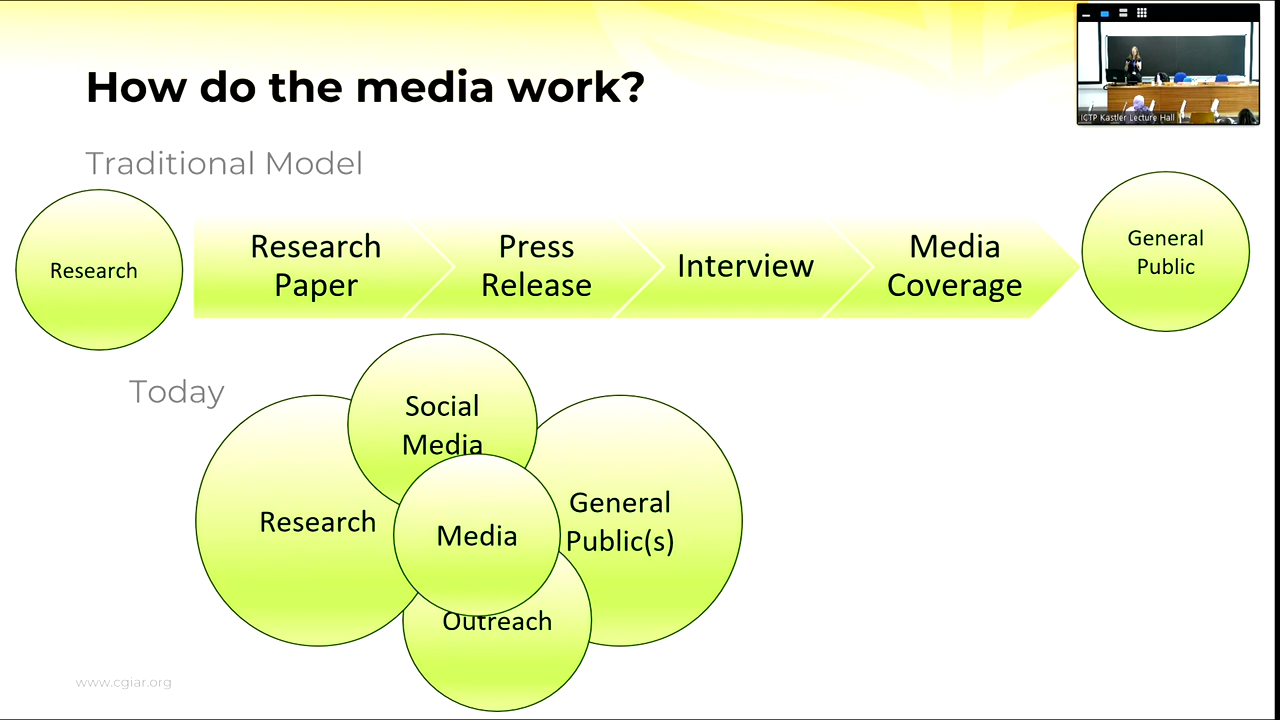 How do the media work?
ICTP Kastler Lecture Hall
Traditional Model
Research
Research
Paper
Press
Release
Interview
Media
Coverage
General
Public
Today
Social
Media
Research
Media
General
Public(s)
Outreach
www.cgiar.org